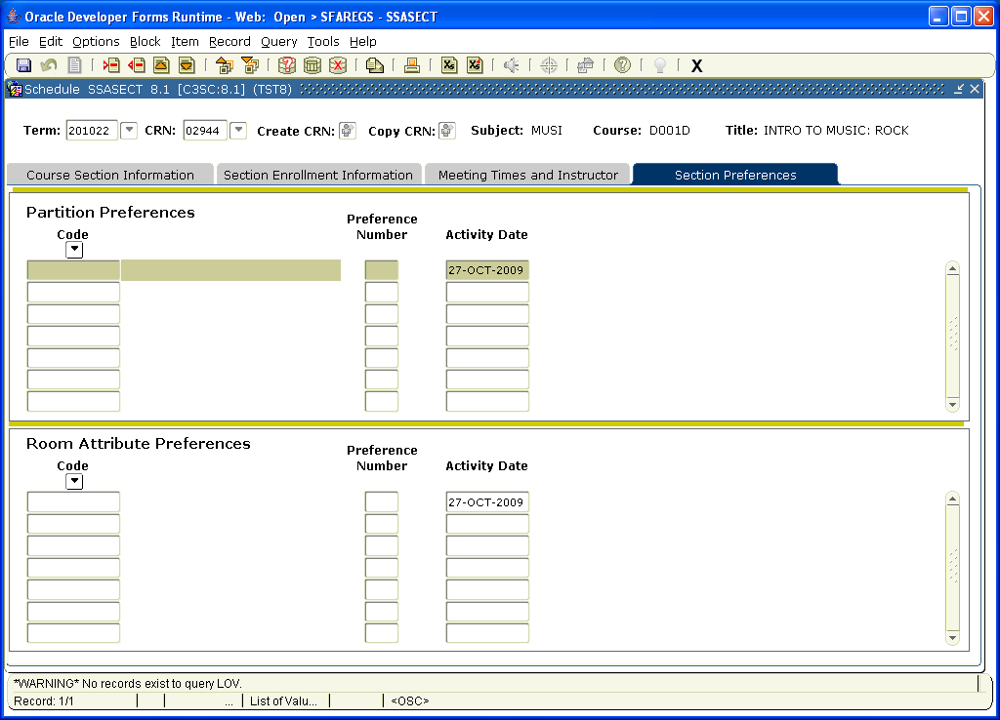 Oracle Developer Forms Runtime - Web: Open > SFAREGS - SSASECT
File Edit Options Block Item Record Query Tools Help
Schedule SSASECT 8.1 [C3SC:8.1] (TST8)
Term: 201022 CRN: 02944 Create CRN: Copy CRN: Subject: MUSI Course: D001D Title: INTRO TO MUSIC: ROCK
Course Section Information Section Enrollment Information Meeting Times and Instructor Section Preferences
Partition Preferences
Code Preference Number Activity Date
27-OCT-2009
Room Attribute Preferences
Code Preference Number Activity Date
27-OCT-2009
*WARNING* No records exist to query LOV.
Record: 1/1 ... List of Valu... <OSC>